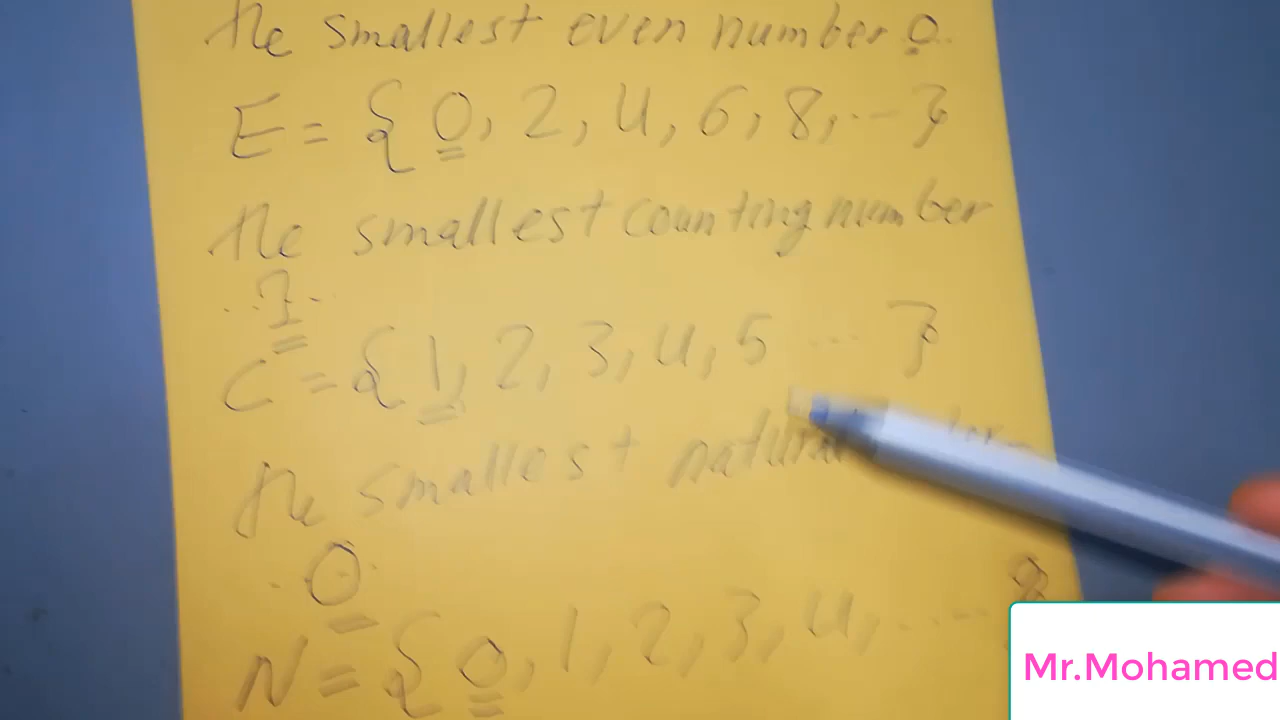 the smallest even number 0
E = { 0, 2, 4, 6, 8, ... }
the smallest counting number
.. 1 ..
C = { 1, 2, 3, 4, 5 ... }
the smallest natural
. 0 .
N = { 0, 1, 2, 3, 4, ... }
Mr.Mohamed